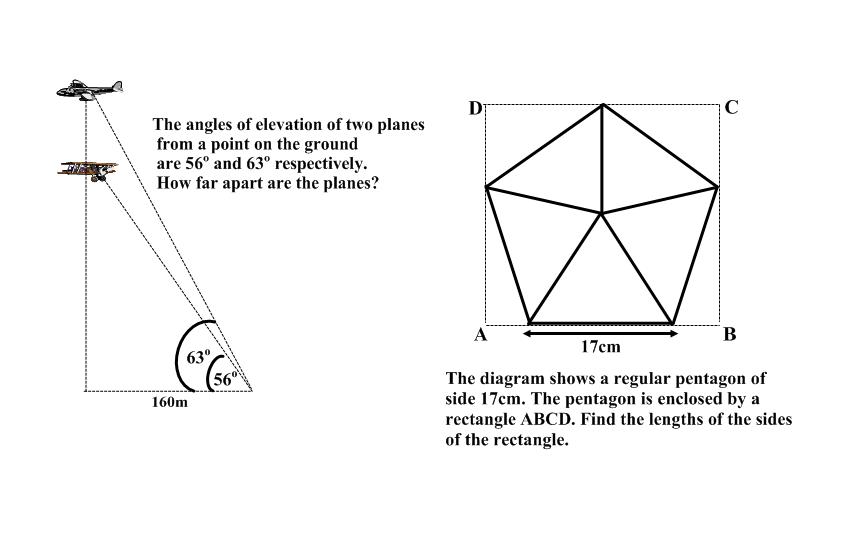 The angles of elevation of two planes
from a point on the ground
are 56° and 63° respectively.
How far apart are the planes?
63°
56°
160m
D
C
A
B
17cm
The diagram shows a regular pentagon of
side 17cm. The pentagon is enclosed by a
rectangle ABCD. Find the lengths of the sides
of the rectangle.